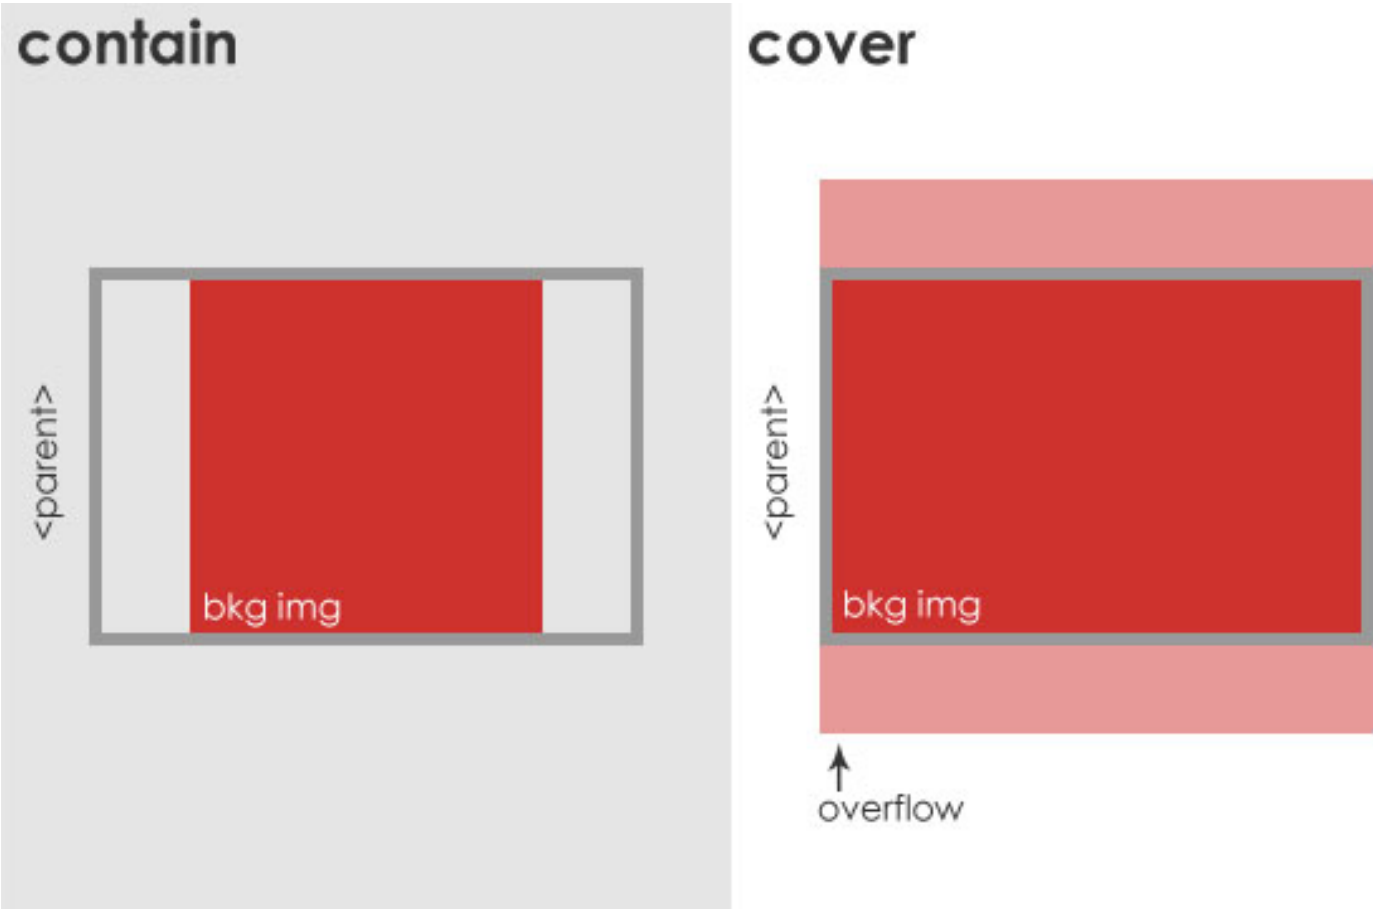 contain
<parent>
bkg img
cover
<parent>
bkg img
overflow